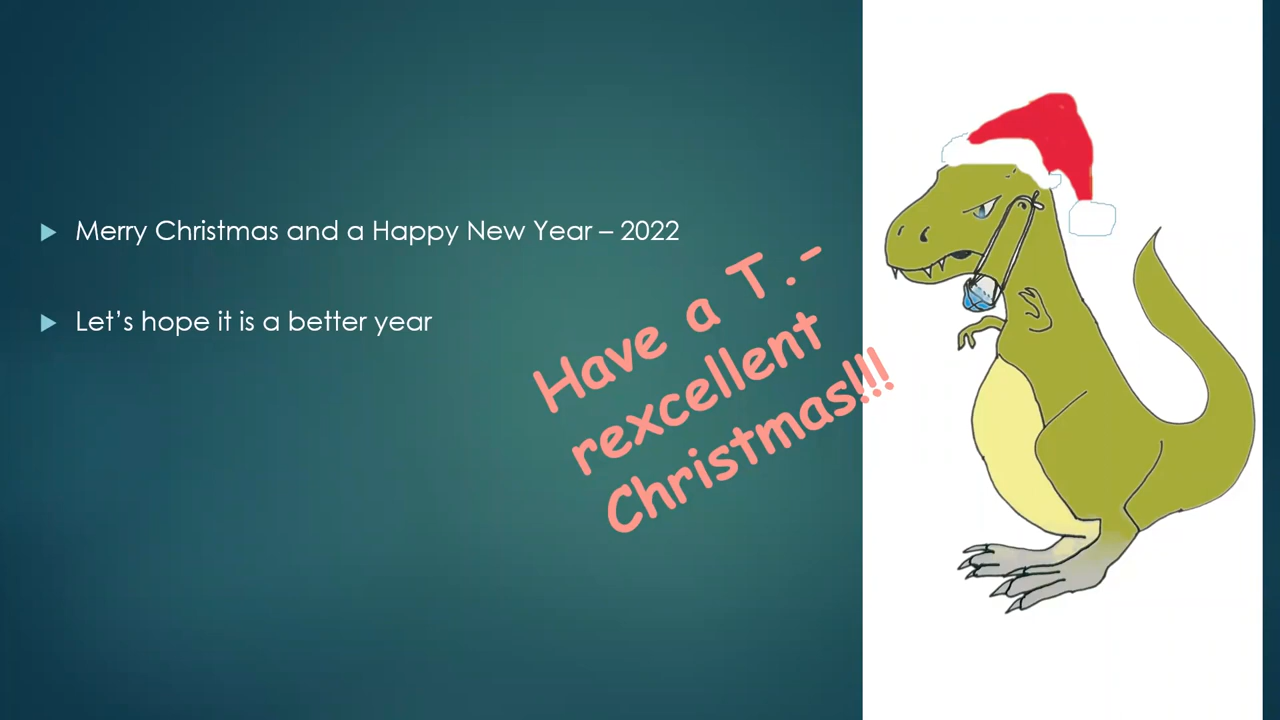 Merry Christmas and a Happy New Year – 2022
Let’s hope it is a better year
Have a T.-
rexcellent
Christmas!!!